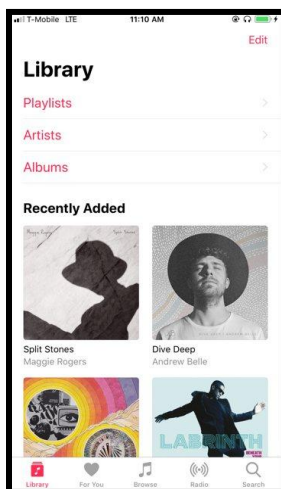 T-Mobile LTE 11:10 AM
Edit
Library
Playlists
Artists
Albums
Recently Added
Split Stones
Maggie Rogers
Dive Deep
Andrew Belle
LABRINTH
Library For You Browse Radio Search